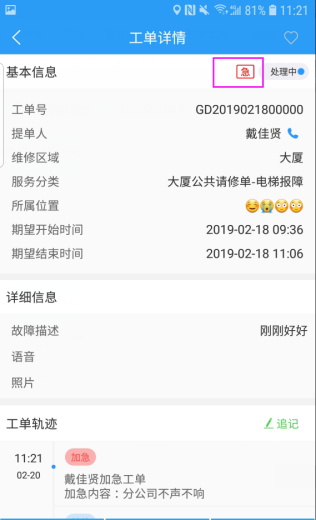 81% 11:21
工单详情
基本信息 急 处理中
工单号 GD2019021800000
提单人 戴佳贤
维修区域 大厦
服务分类 大厦公共请修单-电梯报障
所属位置 😊😭😳😳
期望开始时间 2019-02-18 09:36
期望结束时间 2019-02-18 11:06
详细信息
故障描述 刚刚好好
语音
照片
工单轨迹 追记
11:21 加急
02-20
戴佳贤加急工单
加急内容：分公司不声不响